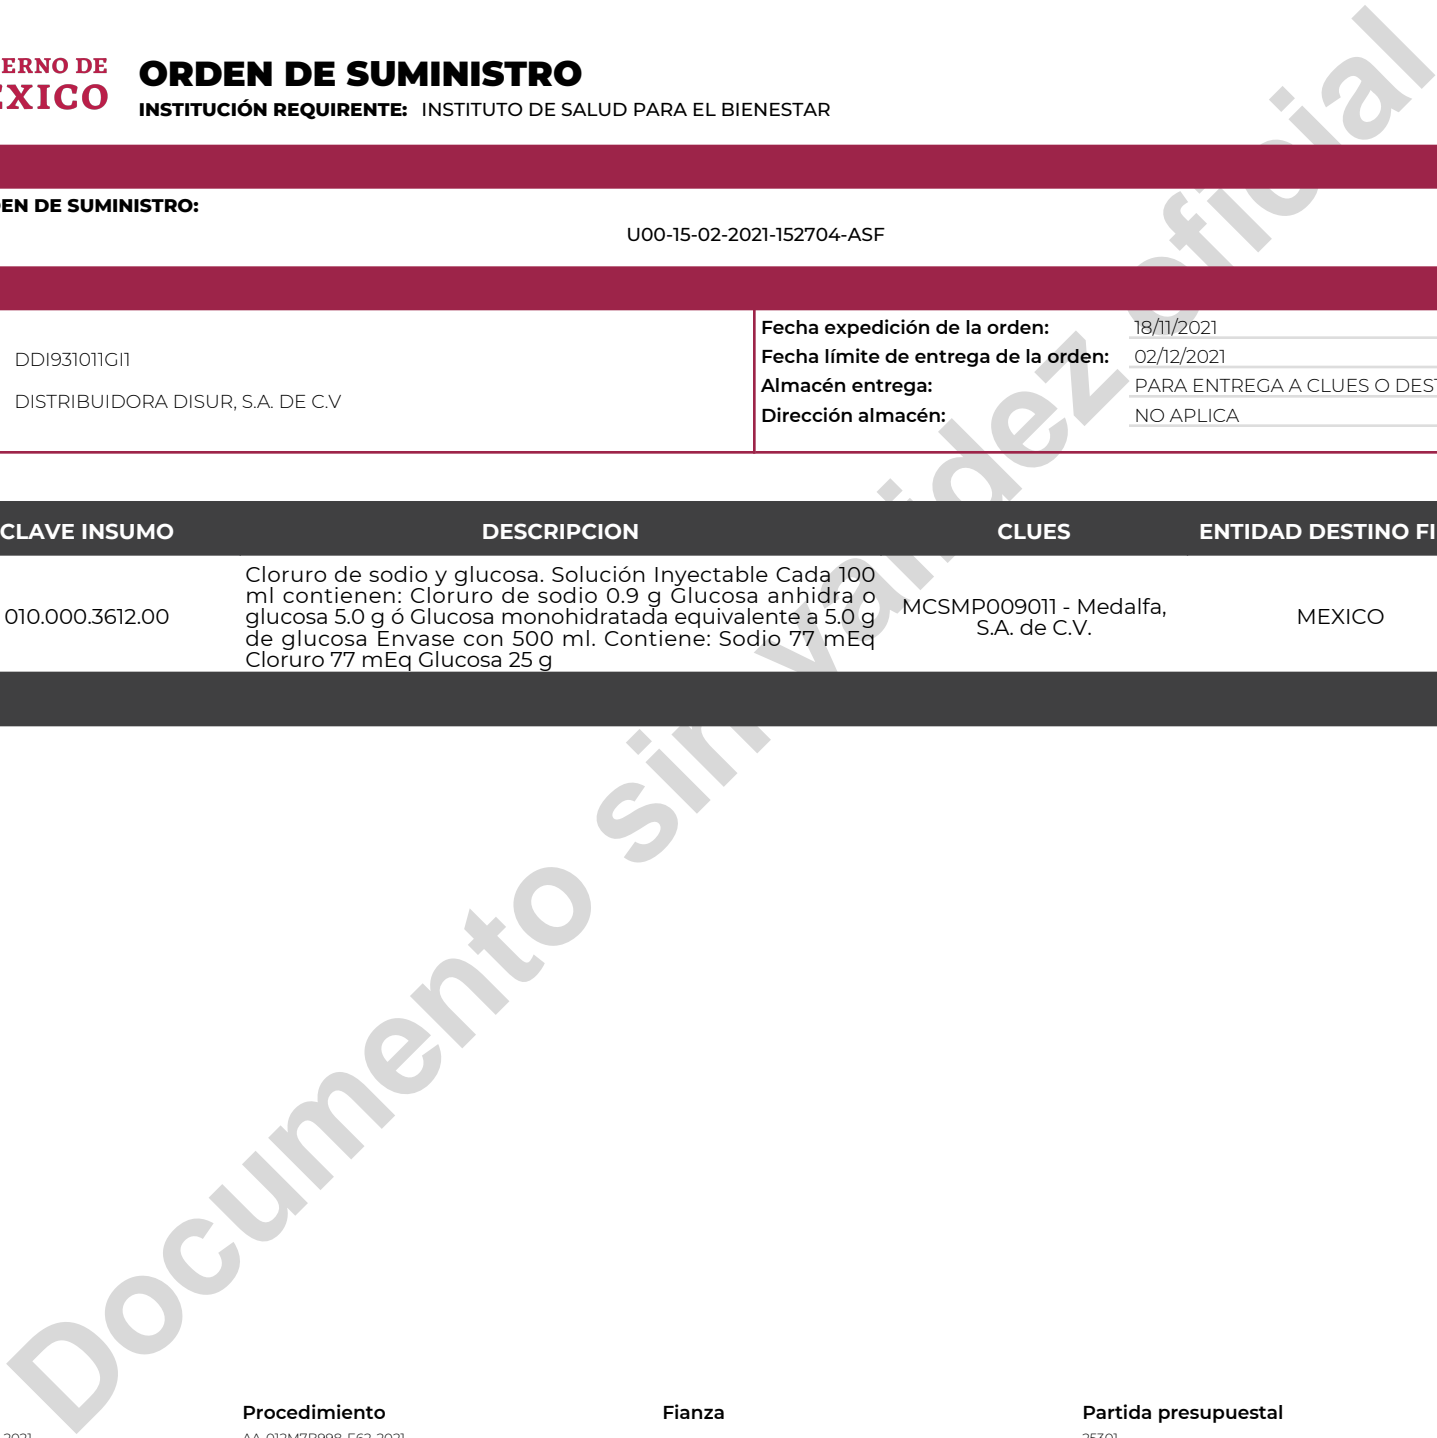 ERNO DE
EXICO
ORDEN DE SUMINISTRO
INSTITUCIÓN REQUIRENTE: INSTITUTO DE SALUD PARA EL BIENESTAR
EN DE SUMINISTRO:
U00-15-02-2021-152704-ASF
DDI931011GI1
DISTRIBUIDORA DISUR, S.A. DE C.V
Fecha expedición de la orden: 18/11/2021
Fecha límite de entrega de la orden: 02/12/2021
Almacén entrega: PARA ENTREGA A CLUES O DEST
Dirección almacén: NO APLICA
CLAVE INSUMO DESCRIPCION CLUES ENTIDAD DESTINO FI
010.000.3612.00
Cloruro de sodio y glucosa. Solución Inyectable Cada 100
ml contienen: Cloruro de sodio 0.9 g Glucosa anhidra o
glucosa 5.0 g ó Glucosa monohidratada equivalente a 5.0 g
de glucosa Envase con 500 ml. Contiene: Sodio 77 mEq
Cloruro 77 mEq Glucosa 25 g
MCSMP009011 - Medalfa,
S.A. de C.V.
MEXICO
Documento sin validez oficial
Procedimiento Fianza Partida presupuestal